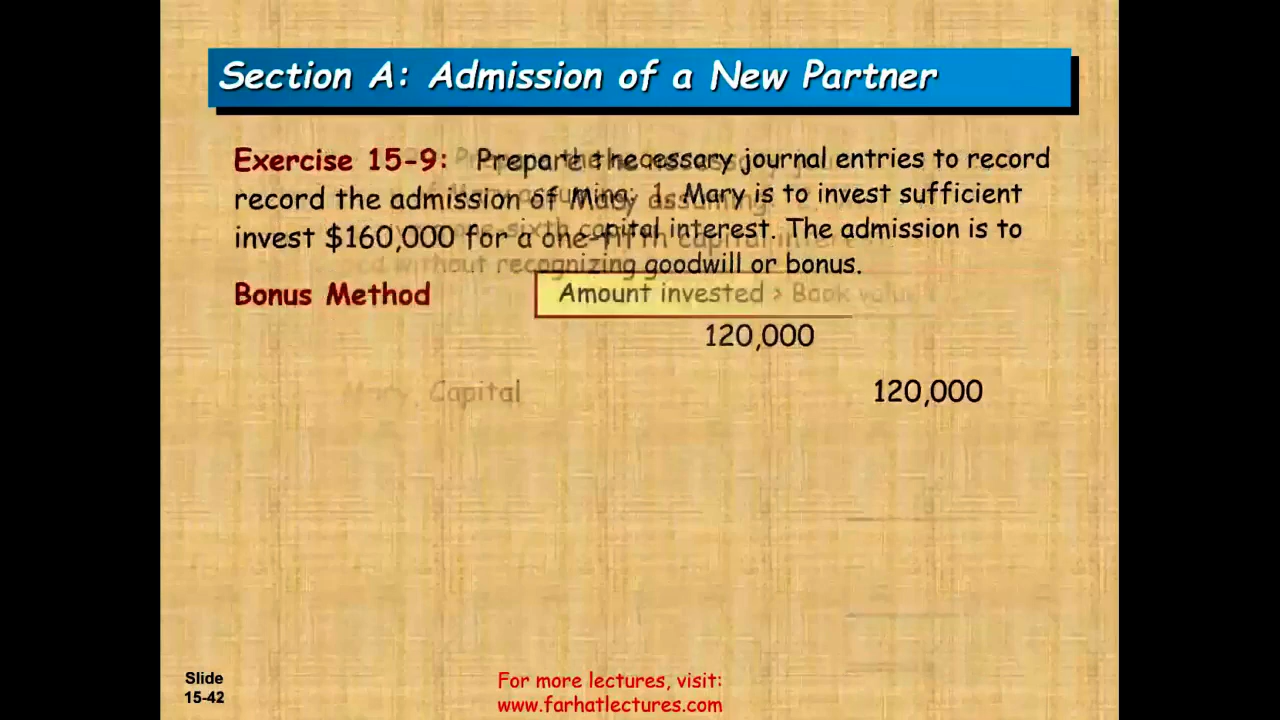 Section A: Admission of a New Partner
Exercise 15-9: Prepare the necessary journal entries to record
record the admission of Mary assuming: 1. Mary is to invest sufficient
invest $160,000 for a one-fifth capital interest. The admission is to
without recognizing goodwill or bonus.
Bonus Method
Amount invested > Book value
120,000
Mary, Capital 120,000
Slide
15-42
For more lectures, visit:
www.farhatlectures.com